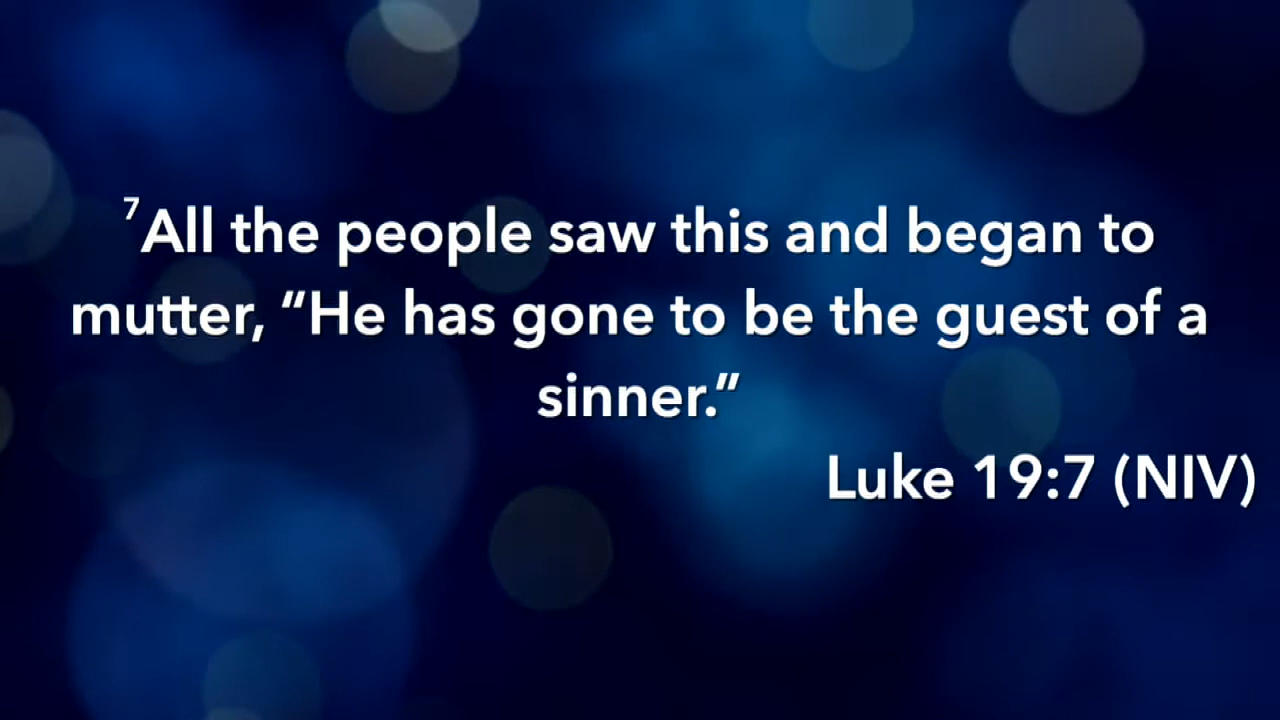 ⁷All the people saw this and began to
mutter, “He has gone to be the guest of a
sinner.”
Luke 19:7 (NIV)